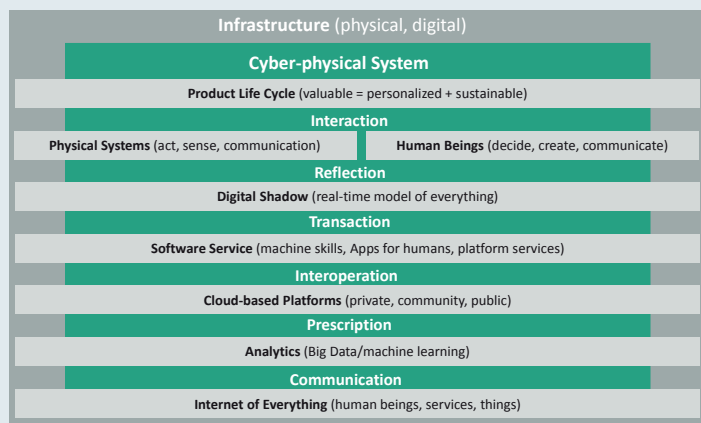 Infrastructure (physical, digital)
Cyber-physical System
Product Life Cycle (valuable = personalized + sustainable)
Interaction
Physical Systems (act, sense, communication)
Human Beings (decide, create, communicate)
Reflection
Digital Shadow (real-time model of everything)
Transaction
Software Service (machine skills, Apps for humans, platform services)
Interoperation
Cloud-based Platforms (private, community, public)
Prescription
Analytics (Big Data/machine learning)
Communication
Internet of Everything (human beings, services, things)